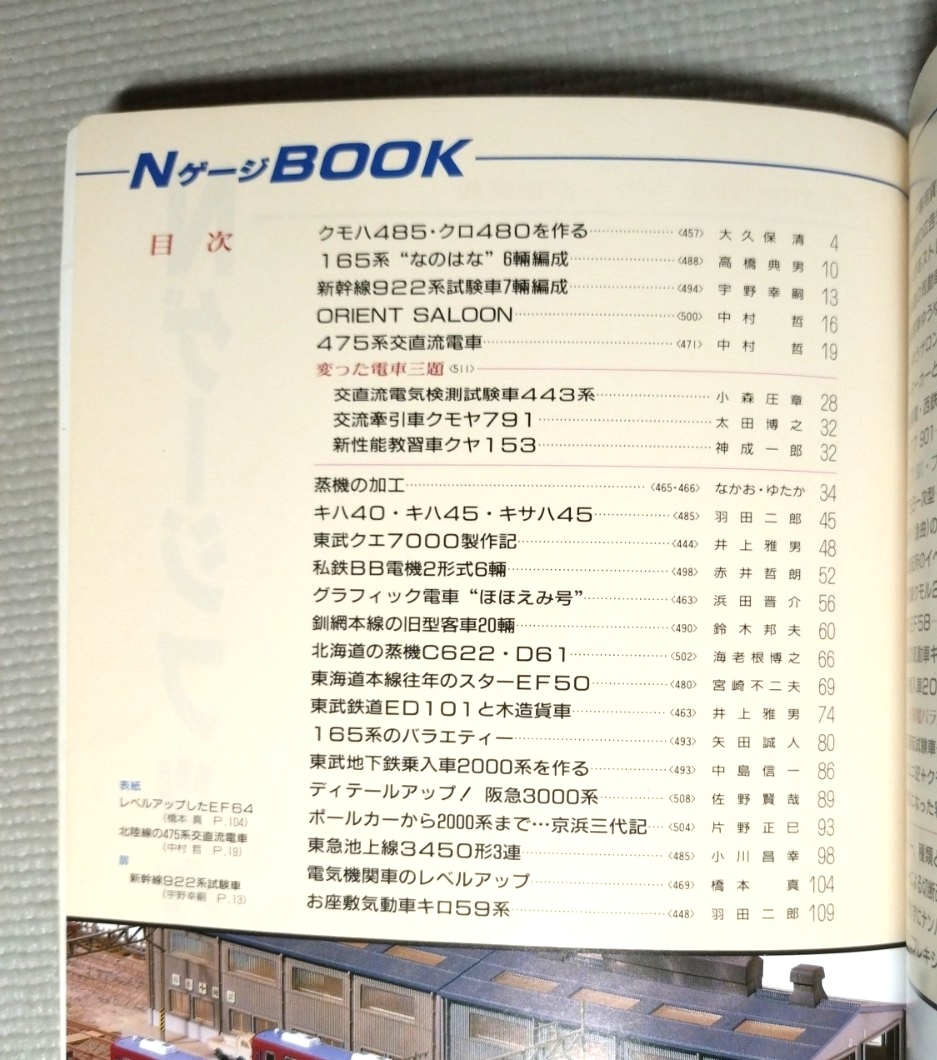 NゲージBOOK
目次
クモハ485・クロ480を作る 〈457〉 大久保 清 4
165系“なのはな”6輛編成 〈488〉 高橋典男 10
新幹線922系試験車7輛編成 〈494〉 宇野幸嗣 13
ORIENT SALOON 〈500〉 中村 哲 16
475系交直流電車 〈471〉 中村 哲 19
変った電車三題〈511〉
交直流電気検測試験車443系 小森庄章 28
交流牽引車クモヤ791 太田博之 32
新性能教習車クヤ153 神成一郎 32
蒸機の加工 〈465・466〉 なかお・ゆたか 34
キハ40・キハ45・キサハ45 〈485〉 羽田二郎 45
東武クエ7000製作記 〈444〉 井上雅男 48
私鉄BB電機2形式6輛 〈498〉 赤井哲朗 52
グラフィック電車“ほほえみ号” 〈463〉 浜田晋介 56
釧網本線の旧型客車20輛 〈490〉 鈴木邦夫 60
北海道の蒸機C622・D61 〈502〉 海老根博之 66
東海道本線往年のスターEF50 〈480〉 宮崎不二夫 69
東武鉄道ED101と木造貨車 〈463〉 井上雅男 74
165系のバラエティー 〈493〉 矢田誠人 80
東武地下鉄乗入車2000系を作る 〈493〉 中島信一 86
ディテールアップ! 阪急3000系 〈508〉 佐野賢哉 89
ポールカーから2000系まで…京浜三代記 〈504〉 片野正巳 93
東急池上線3450形3連 〈485〉 小川昌幸 98
電気機関車のレベルアップ 〈469〉 橋本 真 104
お座敷気動車キロ59系 〈448〉 羽田二郎 109
表紙
レベルアップしたEF64
(橋本 真 P.104)
北陸線の475系交直流電車
(中村 哲 P.19)
扉
新幹線922系試験車
(宇野幸嗣 P.13)